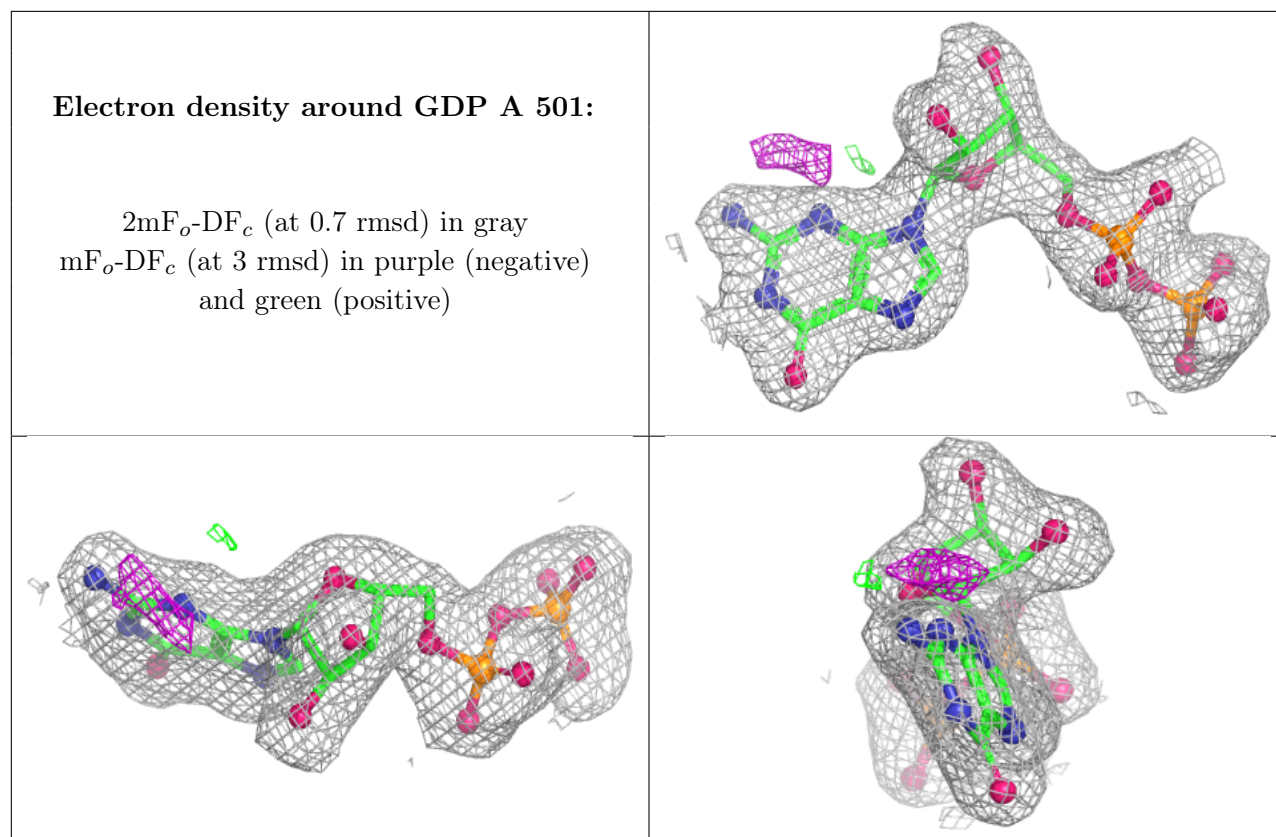 Electron density around GDP A 501:
2mFₒ-DF𝑐 (at 0.7 rmsd) in gray
mFₒ-DF𝑐 (at 3 rmsd) in purple (negative)
and green (positive)